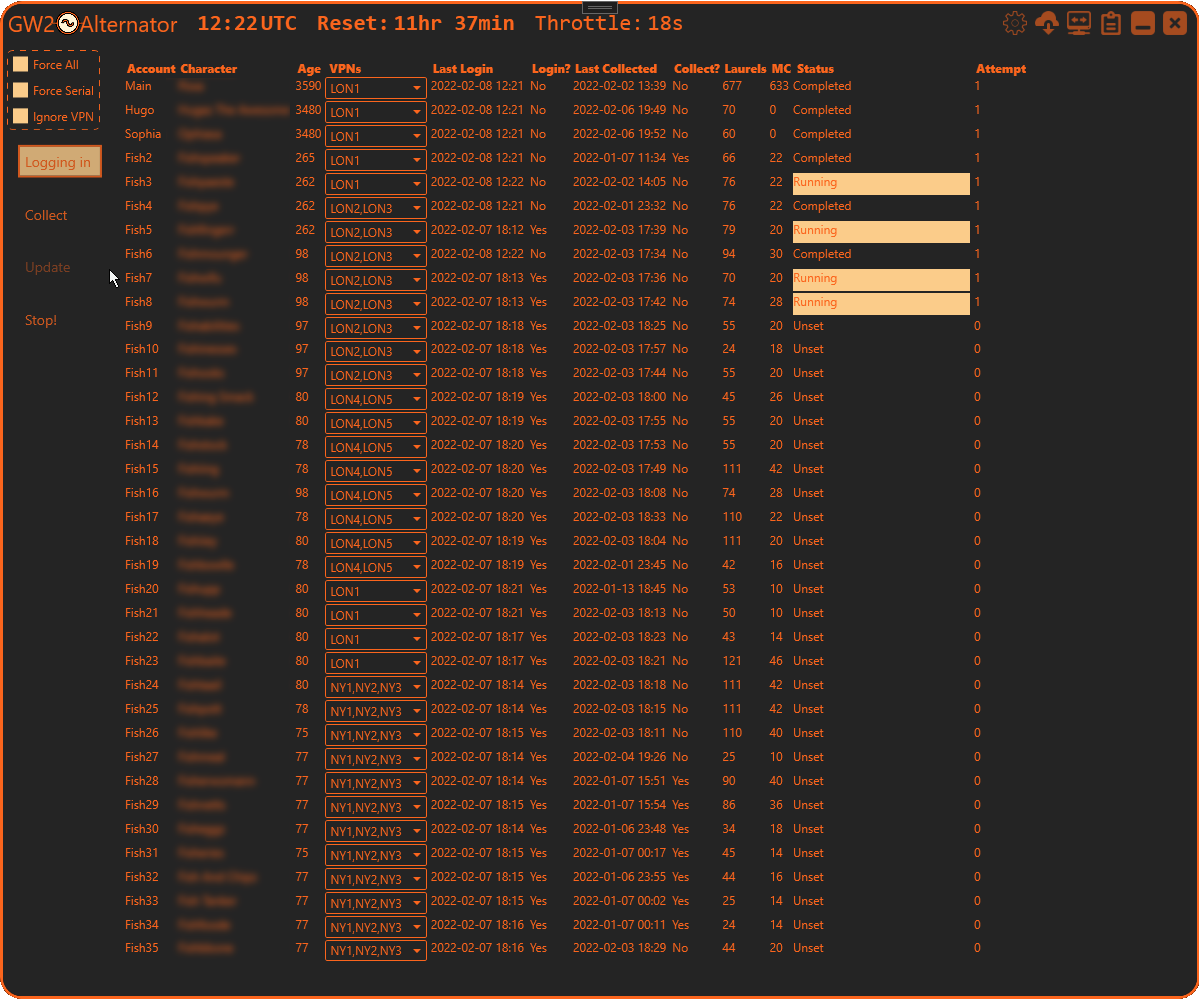 GW2 Alternator 12:22UTC Reset: 11hr 37min Throttle: 18s
Force All
Force Serial
Ignore VPN
Logging in
Collect
Update
Stop!
Account Character Age VPNs Last Login Login? Last Collected Collect? Laurels MC Status Attempt
Main 3590 LON1 2022-02-08 12:21 No 2022-02-02 13:39 No 677 633 Completed 1
Hugo 3480 LON1 2022-02-08 12:21 No 2022-02-06 19:49 No 70 0 Completed 1
Sophia 3480 LON1 2022-02-08 12:21 No 2022-02-06 19:52 No 60 0 Completed 1
Fish2 265 LON1 2022-02-08 12:21 No 2022-01-07 11:34 Yes 66 22 Completed 1
Fish3 262 LON1 2022-02-08 12:22 No 2022-02-02 14:05 No 76 22 Running 1
Fish4 262 LON2,LON3 2022-02-08 12:21 No 2022-02-01 23:32 No 76 22 Completed 1
Fish5 262 LON2,LON3 2022-02-07 18:12 Yes 2022-02-03 17:39 No 79 20 Running 1
Fish6 98 LON2,LON3 2022-02-08 12:22 No 2022-02-03 17:34 No 94 30 Completed 1
Fish7 98 LON2,LON3 2022-02-07 18:13 Yes 2022-02-03 17:36 No 70 20 Running 1
Fish8 98 LON2,LON3 2022-02-07 18:13 Yes 2022-02-03 17:42 No 74 28 Running 1
Fish9 97 LON2,LON3 2022-02-07 18:18 Yes 2022-02-03 18:25 No 55 20 Unset 0
Fish10 97 LON2,LON3 2022-02-07 18:18 Yes 2022-02-03 17:57 No 24 18 Unset 0
Fish11 97 LON2,LON3 2022-02-07 18:18 Yes 2022-02-03 17:44 No 55 20 Unset 0
Fish12 80 LON4,LON5 2022-02-07 18:19 Yes 2022-02-03 18:00 No 45 26 Unset 0
Fish13 80 LON4,LON5 2022-02-07 18:19 Yes 2022-02-03 17:55 No 55 20 Unset 0
Fish14 78 LON4,LON5 2022-02-07 18:20 Yes 2022-02-03 17:53 No 55 20 Unset 0
Fish15 78 LON4,LON5 2022-02-07 18:20 Yes 2022-02-03 17:49 No 111 42 Unset 0
Fish16 98 LON4,LON5 2022-02-07 18:20 Yes 2022-02-03 18:08 No 74 28 Unset 0
Fish17 78 LON4,LON5 2022-02-07 18:20 Yes 2022-02-03 18:33 No 110 22 Unset 0
Fish18 80 LON4,LON5 2022-02-07 18:19 Yes 2022-02-03 18:04 No 111 20 Unset 0
Fish19 78 LON4,LON5 2022-02-07 18:19 Yes 2022-02-01 23:45 No 42 16 Unset 0
Fish20 80 LON1 2022-02-07 18:21 Yes 2022-01-13 18:45 No 53 10 Unset 0
Fish21 80 LON1 2022-02-07 18:21 Yes 2022-02-03 18:13 No 50 10 Unset 0
Fish22 80 LON1 2022-02-07 18:17 Yes 2022-02-03 18:23 No 43 14 Unset 0
Fish23 80 LON1 2022-02-07 18:17 Yes 2022-02-03 18:21 No 121 46 Unset 0
Fish24 80 NY1,NY2,NY3 2022-02-07 18:14 Yes 2022-02-03 18:18 No 111 42 Unset 0
Fish25 78 NY1,NY2,NY3 2022-02-07 18:14 Yes 2022-02-03 18:15 No 111 42 Unset 0
Fish26 75 NY1,NY2,NY3 2022-02-07 18:15 Yes 2022-02-03 18:11 No 110 40 Unset 0
Fish27 77 NY1,NY2,NY3 2022-02-07 18:14 Yes 2022-02-04 19:26 No 25 10 Unset 0
Fish28 77 NY1,NY2,NY3 2022-02-07 18:14 Yes 2022-01-07 15:51 Yes 90 40 Unset 0
Fish29 77 NY1,NY2,NY3 2022-02-07 18:15 Yes 2022-01-07 15:54 Yes 86 36 Unset 0
Fish30 77 NY1,NY2,NY3 2022-02-07 18:14 Yes 2022-01-06 23:48 Yes 34 18 Unset 0
Fish31 75 NY1,NY2,NY3 2022-02-07 18:15 Yes 2022-01-07 00:17 Yes 45 14 Unset 0
Fish32 77 NY1,NY2,NY3 2022-02-07 18:15 Yes 2022-01-06 23:55 Yes 44 16 Unset 0
Fish33 77 NY1,NY2,NY3 2022-02-07 18:15 Yes 2022-01-07 00:02 Yes 25 14 Unset 0
Fish34 77 NY1,NY2,NY3 2022-02-07 18:16 Yes 2022-01-07 00:11 Yes 24 14 Unset 0
Fish35 77 NY1,NY2,NY3 2022-02-07 18:16 Yes 2022-02-03 18:29 No 44 20 Unset 0